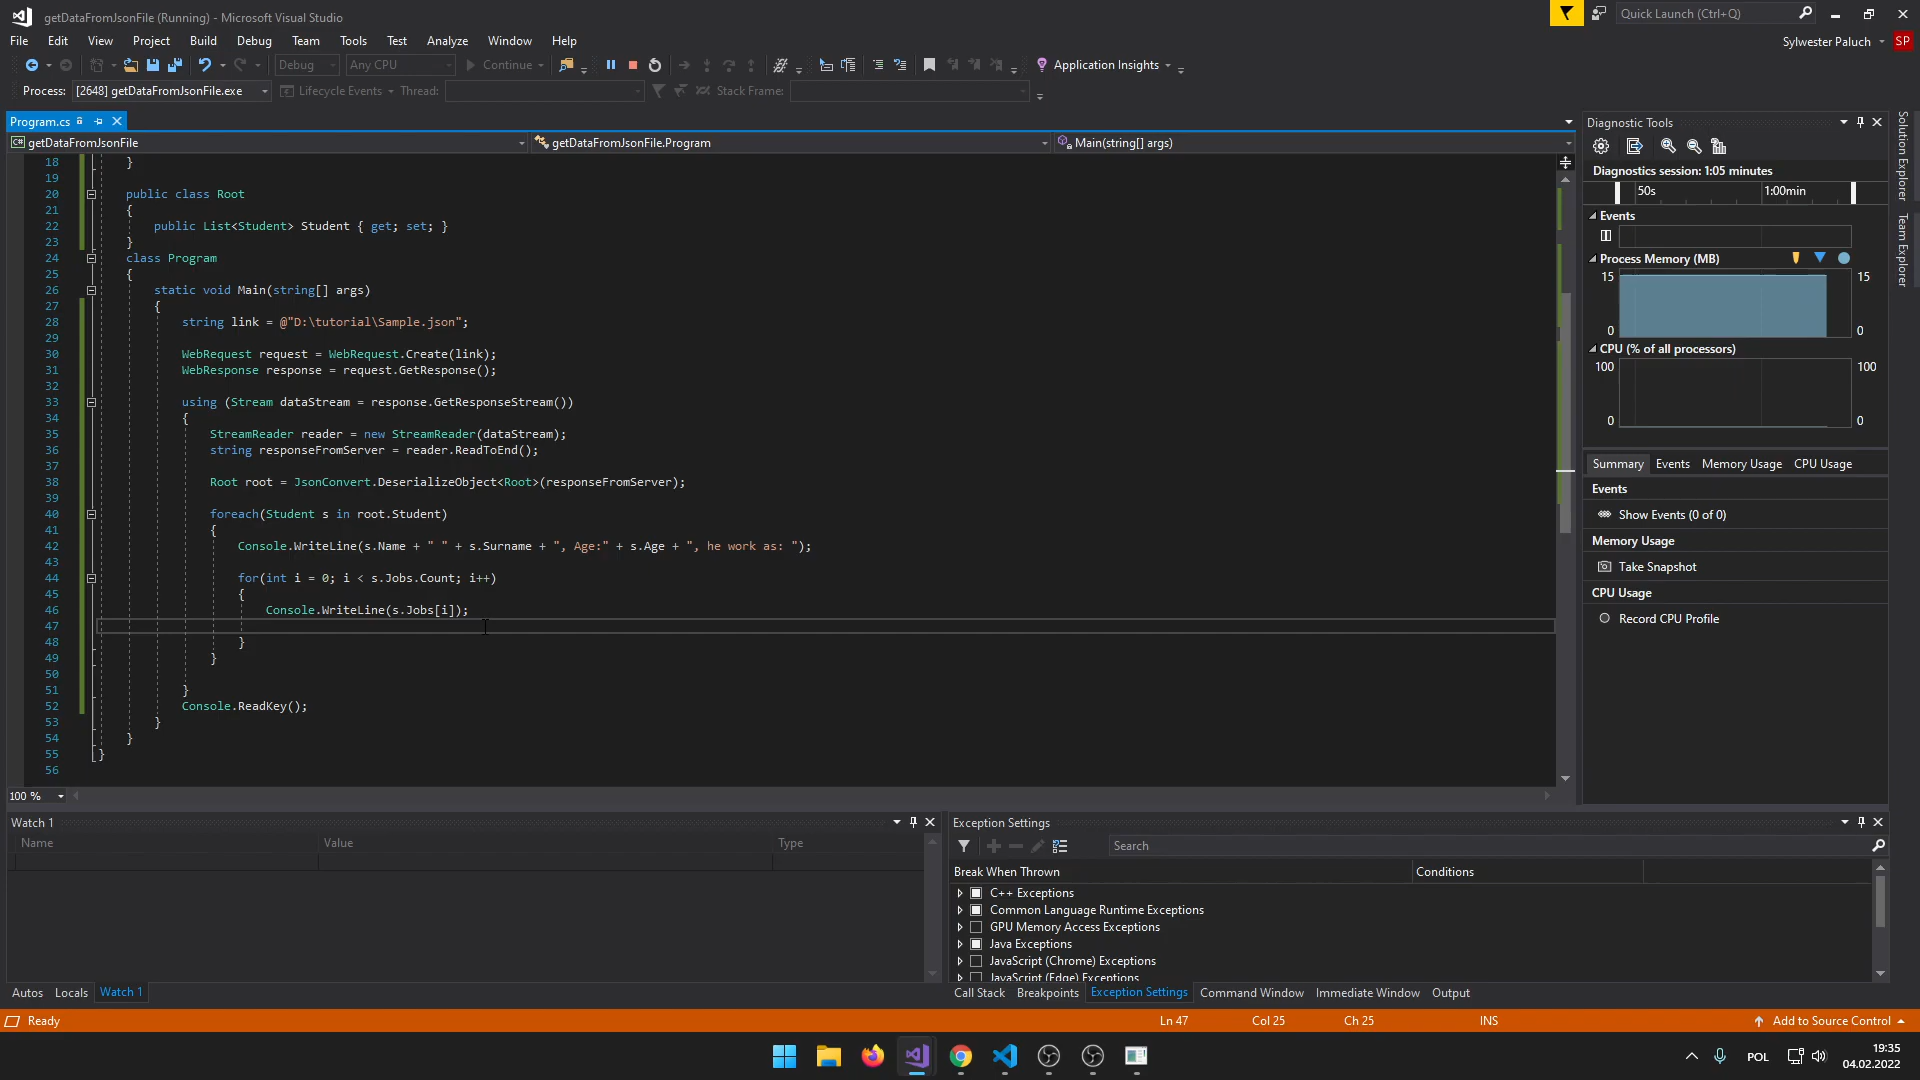 getDataFromJsonFile (Running) - Microsoft Visual Studio
Quick Launch (Ctrl+Q)
File Edit View Project Build Debug Team Tools Test Analyze Window Help
Sylwester Paluch SP
Debug Any CPU Continue Application Insights
Process: [2648] getDataFromJsonFile.exe Lifecycle Events Thread: Stack Frame:
Program.cs
getDataFromJsonFile getDataFromJsonFile.Program Main(string[] args)
18 }
19
20 public class Root
21 {
22 public List<Student> Student { get; set; }
23 }
24 class Program
25 {
26 static void Main(string[] args)
27 {
28 string link = @"D:\tutorial\Sample.json";
29
30 WebRequest request = WebRequest.Create(link);
31 WebResponse response = request.GetResponse();
32
33 using (Stream dataStream = response.GetResponseStream())
34 {
35 StreamReader reader = new StreamReader(dataStream);
36 string responseFromServer = reader.ReadToEnd();
37
38 Root root = JsonConvert.DeserializeObject<Root>(responseFromServer);
39
40 foreach(Student s in root.Student)
41 {
42 Console.WriteLine(s.Name + " " + s.Surname + ", Age:" + s.Age + ", he work as: ");
43
44 for(int i = 0; i < s.Jobs.Count; i++)
45 {
46 Console.WriteLine(s.Jobs[i]);
47
48 }
49 }
50
51 }
52 Console.ReadKey();
53 }
54 }
55 }
56
100 %
Diagnostic Tools
Diagnostics session: 1:05 minutes
50s 1:00min
Events
Process Memory (MB)
15 15
0 0
CPU (% of all processors)
100 100
0 0
Summary Events Memory Usage CPU Usage
Events
Show Events (0 of 0)
Memory Usage
Take Snapshot
CPU Usage
Record CPU Profile
Solution Explorer
Team Explorer
Watch 1
Name Value Type
Autos Locals Watch 1
Exception Settings
Search
Break When Thrown Conditions
C++ Exceptions
Common Language Runtime Exceptions
GPU Memory Access Exceptions
Java Exceptions
JavaScript (Chrome) Exceptions
JavaScript (Edge) Exceptions
Call Stack Breakpoints Exception Settings Command Window Immediate Window Output
Ready Ln 47 Col 25 Ch 25 INS Add to Source Control
POL
19:35
04.02.2022